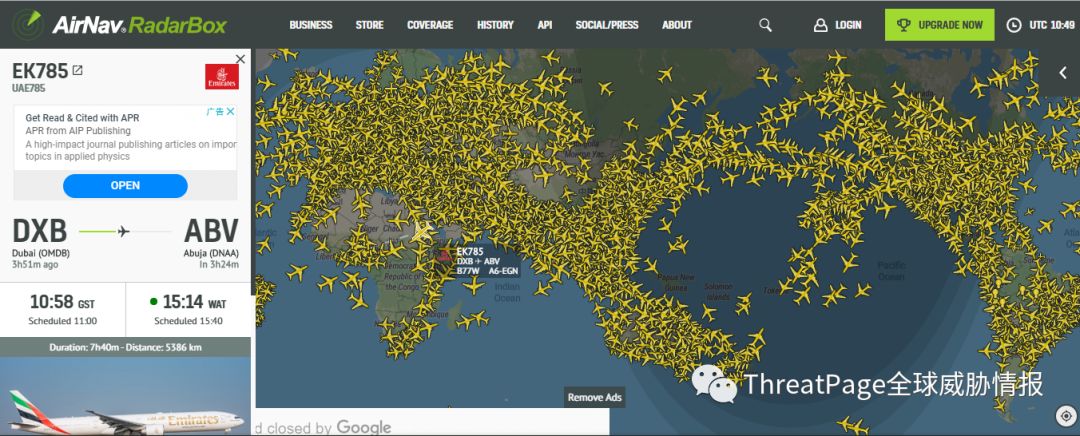 AirNav® RadarBox
BUSINESS STORE COVERAGE HISTORY API SOCIAL/PRESS ABOUT
LOGIN
UPGRADE NOW
UTC 10:49
EK785
UAE785
Emirates
广告
Get Read & Cited with APR
APR from AIP Publishing
A high-impact journal publishing articles on impor
topics in applied physics
OPEN
DXB ABV
Dubai (OMDB) Abuja (DNAA)
3h51m ago In 3h24m
10:58 GST 15:14 WAT
Scheduled 11:00 Scheduled 15:40
Duration: 7h40m - Distance: 5386 km
Emirates
Libya
Niger
Chad
Democratic
Republic of
the Congo
EK785
DXB ABV
B77W A6-EGN
Indian
Ocean
Papua New
Guinea
Solomon
Islands
Pacific
Ocean
Remove Ads
d closed by Google
ThreatPage全球威胁情报